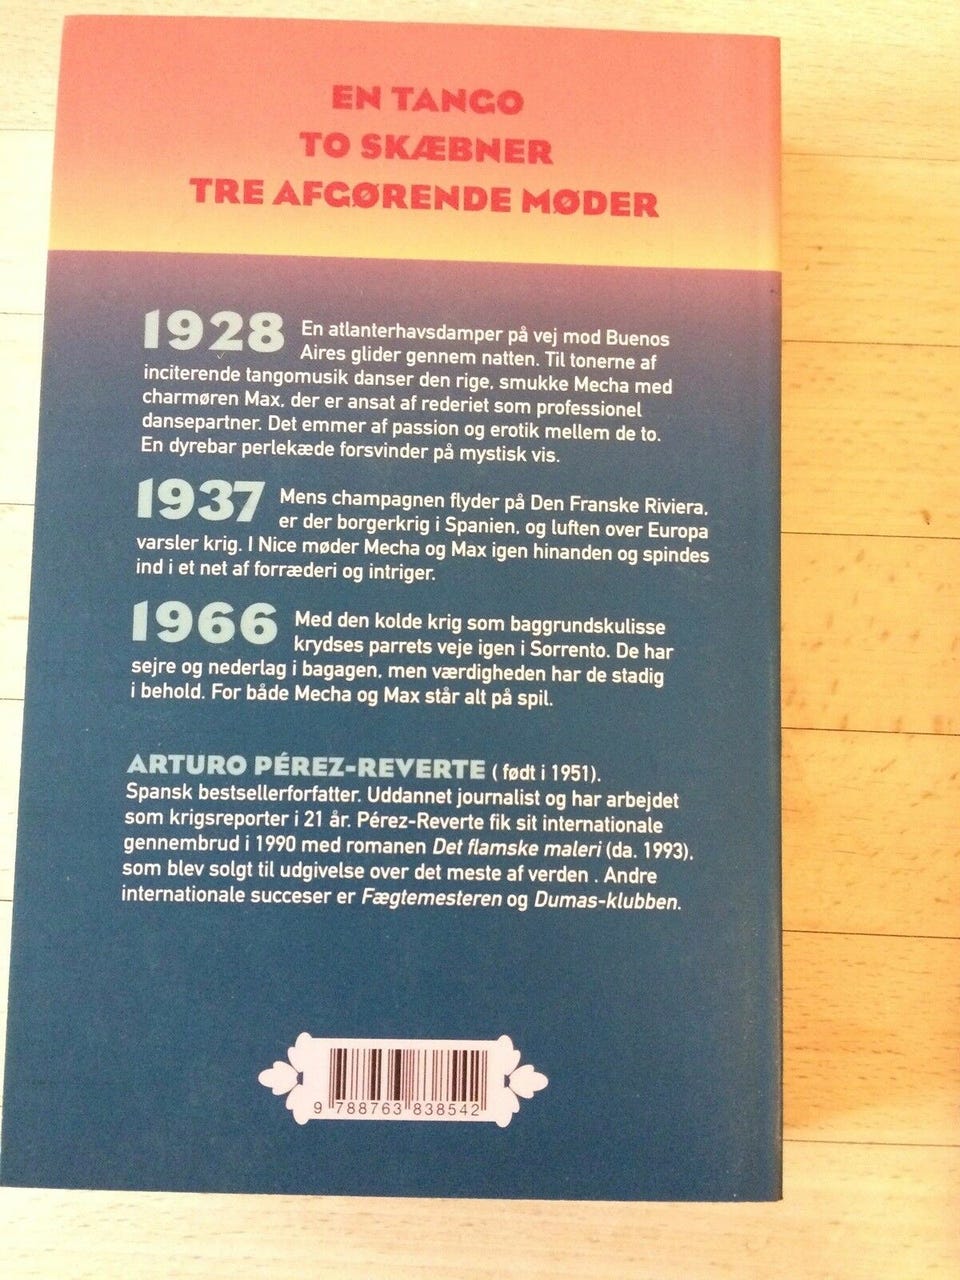 EN TANGO
TO SKÆBNER
TRE AFGØRENDE MØDER
1928 En atlanterhavsdamper på vej mod Buenos
Aires glider gennem natten. Til tonerne af
inciterende tangomusik danser den rige, smukke Mecha med
charmøren Max, der er ansat af rederiet som professionel
dansepartner. Det emmer af passion og erotik mellem de to.
En dyrebar perlekæde forsvinder på mystisk vis.
1937 Mens champagnen flyder på Den Franske Riviera,
er der borgerkrig i Spanien, og luften over Europa
varsler krig. I Nice møder Mecha og Max igen hinanden og spindes
ind i et net af forræderi og intriger.
1966 Med den kolde krig som baggrundskulisse
krydses parrets veje igen i Sorrento. De har
sejre og nederlag i bagagen, men værdigheden har de stadig
i behold. For både Mecha og Max står alt på spil.
ARTURO PÉREZ-REVERTE ( født i 1951).
Spansk bestsellerforfatter. Uddannet journalist og har arbejdet
som krigsreporter i 21 år. Pérez-Reverte fik sit internationale
gennembrud i 1990 med romanen Det flamske maleri (da. 1993),
som blev solgt til udgivelse over det meste af verden . Andre
internationale succeser er Fægtemesteren og Dumas-klubben.
9 788763 838542